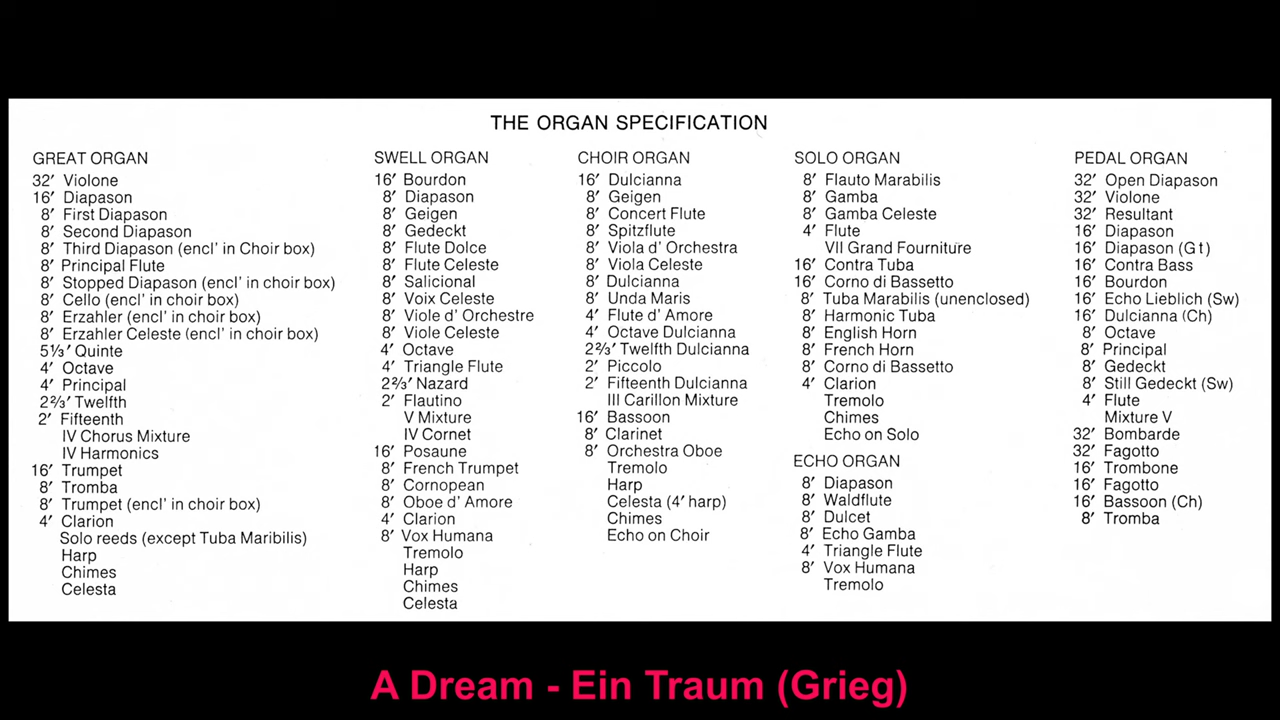 THE ORGAN SPECIFICATION
GREAT ORGAN
32′ Violone
16′ Diapason
8′ First Diapason
8′ Second Diapason
8′ Third Diapason (encl' in Choir box)
8′ Principal Flute
8′ Stopped Diapason (encl' in choir box)
8′ Cello (encl' in choir box)
8′ Erzahler (encl' in choir box)
8′ Erzahler Celeste (encl' in choir box)
5⅓′ Quinte
4′ Octave
4′ Principal
2⅔′ Twelfth
2′ Fifteenth
IV Chorus Mixture
IV Harmonics
16′ Trumpet
8′ Tromba
8′ Trumpet (encl' in choir box)
4′ Clarion
Solo reeds (except Tuba Maribilis)
Harp
Chimes
Celesta
SWELL ORGAN
16′ Bourdon
8′ Diapason
8′ Geigen
8′ Gedeckt
8′ Flute Dolce
8′ Flute Celeste
8′ Salicional
8′ Voix Celeste
8′ Viole d' Orchestre
8′ Viole Celeste
4′ Octave
4′ Triangle Flute
2⅔′ Nazard
2′ Flautino
V Mixture
IV Cornet
16′ Posaune
8′ French Trumpet
8′ Cornopean
8′ Oboe d' Amore
4′ Clarion
8′ Vox Humana
Tremolo
Harp
Chimes
Celesta
CHOIR ORGAN
16′ Dulcianna
8′ Geigen
8′ Concert Flute
8′ Spitzflute
8′ Viola d' Orchestra
8′ Viola Celeste
8′ Dulcianna
8′ Unda Maris
4′ Flute d' Amore
4′ Octave Dulcianna
2⅔′ Twelfth Dulcianna
2′ Piccolo
2′ Fifteenth Dulcianna
III Carillon Mixture
16′ Bassoon
8′ Clarinet
8′ Orchestra Oboe
Tremolo
Harp
Celesta (4′ harp)
Chimes
Echo on Choir
SOLO ORGAN
8′ Flauto Marabilis
8′ Gamba
8′ Gamba Celeste
4′ Flute
VII Grand Fourniture
16′ Contra Tuba
16′ Corno di Bassetto
8′ Tuba Marabilis (unenclosed)
8′ Harmonic Tuba
8′ English Horn
8′ French Horn
8′ Corno di Bassetto
4′ Clarion
Tremolo
Chimes
Echo on Solo
ECHO ORGAN
8′ Diapason
8′ Waldflute
8′ Dulcet
8′ Echo Gamba
4′ Triangle Flute
8′ Vox Humana
Tremolo
PEDAL ORGAN
32′ Open Diapason
32′ Violone
32′ Resultant
16′ Diapason
16′ Diapason (G t)
16′ Contra Bass
16′ Bourdon
16′ Echo Lieblich (Sw)
16′ Dulcianna (Ch)
8′ Octave
8′ Principal
8′ Gedeckt
8′ Still Gedeckt (Sw)
4′ Flute
Mixture V
32′ Bombarde
32′ Fagotto
16′ Trombone
16′ Fagotto
16′ Bassoon (Ch)
8′ Tromba
A Dream - Ein Traum (Grieg)